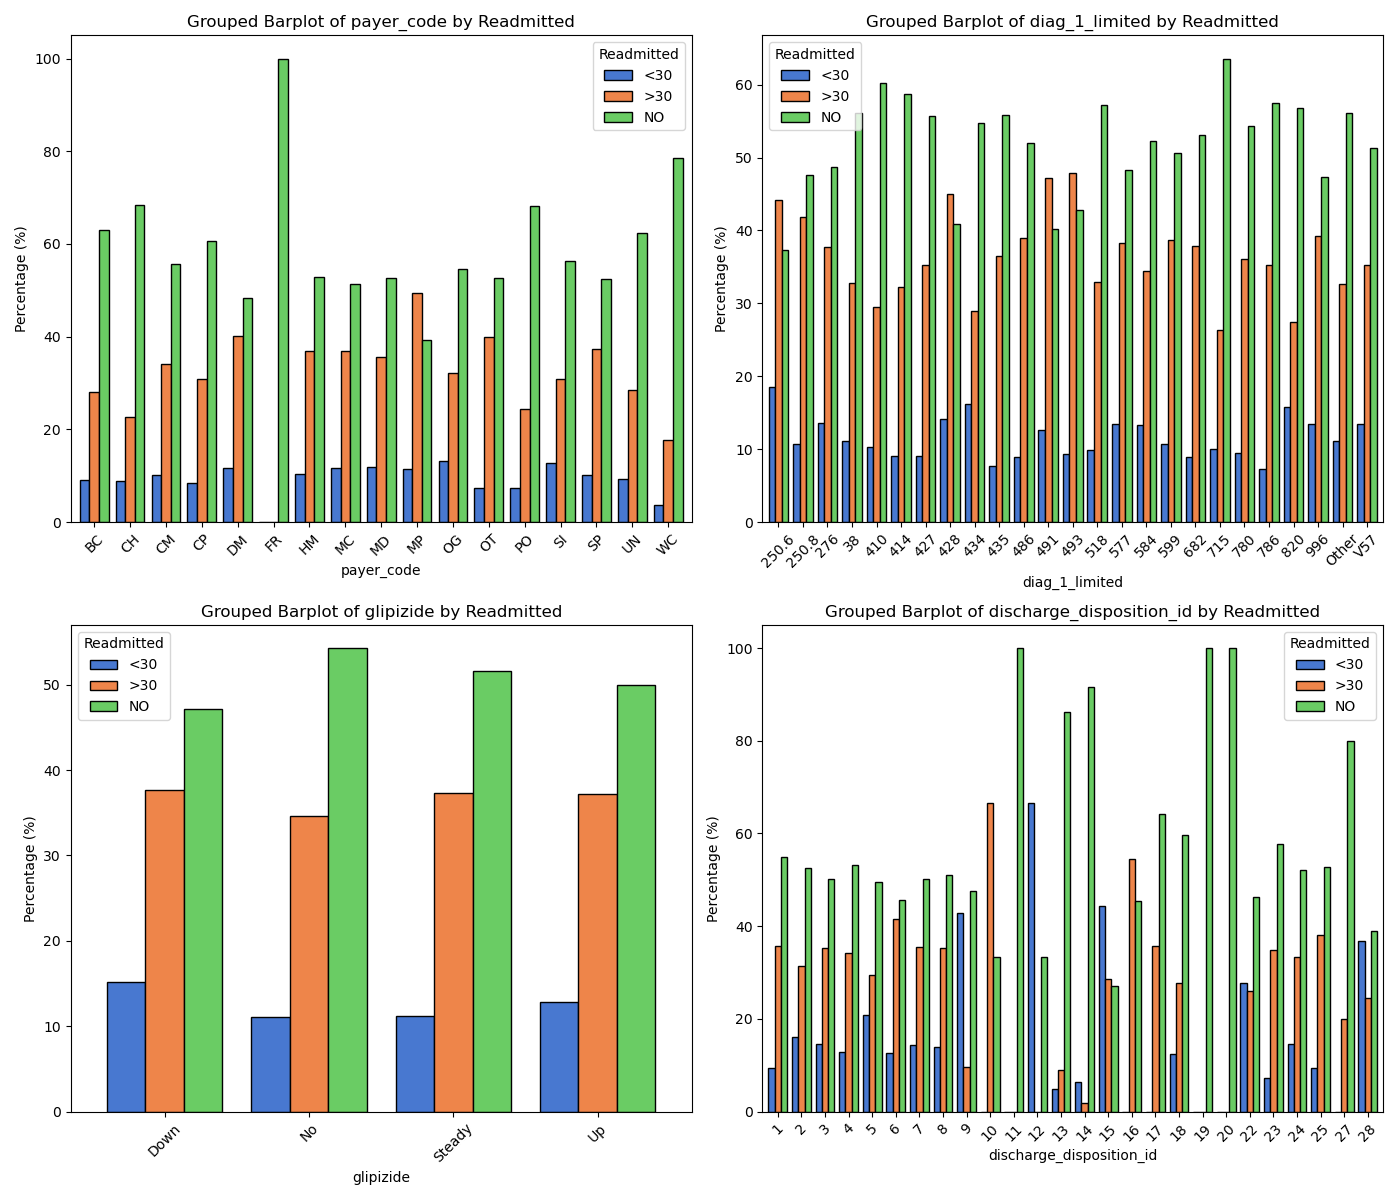 Grouped Barplot of payer_code by Readmitted
Percentage (%)
100
80
60
40
20
0
Readmitted
<30
>30
NO
BC CH CM CP DM FR HM MC MD MP OG OT PO SI SP UN WC
payer_code
Grouped Barplot of diag_1_limited by Readmitted
Percentage (%)
60
50
40
30
20
10
0
Readmitted
<30
>30
NO
250.6 250.8 276 38 410 414 427 428 434 435 486 491 493 518 577 584 599 682 715 780 786 820 996 Other V57
diag_1_limited
Grouped Barplot of glipizide by Readmitted
Percentage (%)
50
40
30
20
10
0
Readmitted
<30
>30
NO
Down No Steady Up
glipizide
Grouped Barplot of discharge_disposition_id by Readmitted
Percentage (%)
100
80
60
40
20
0
Readmitted
<30
>30
NO
1 2 3 4 5 6 7 8 9 10 11 12 13 14 15 16 17 18 19 20 22 23 24 25 27 28
discharge_disposition_id